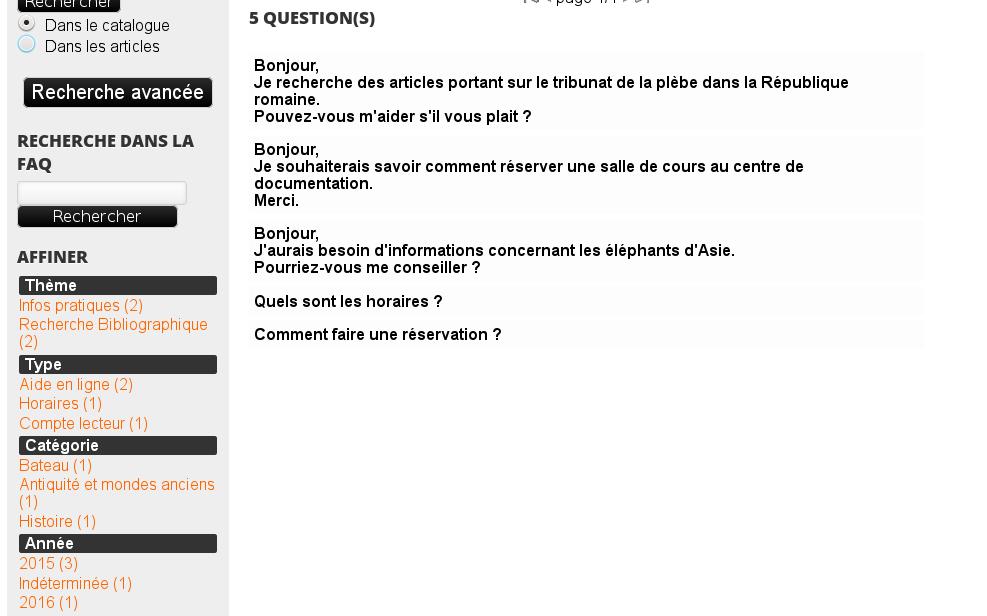 Rechercher
Dans le catalogue
Dans les articles
Recherche avancée
RECHERCHE DANS LA
FAQ
Rechercher
AFFINER
Thème
Infos pratiques (2)
Recherche Bibliographique
(2)
Type
Aide en ligne (2)
Horaires (1)
Compte lecteur (1)
Catégorie
Bateau (1)
Antiquité et mondes anciens
(1)
Histoire (1)
Année
2015 (3)
Indéterminée (1)
2016 (1)
5 QUESTION(S)
Bonjour,
Je recherche des articles portant sur le tribunat de la plèbe dans la République
romaine.
Pouvez-vous m'aider s'il vous plait ?
Bonjour,
Je souhaiterais savoir comment réserver une salle de cours au centre de
documentation.
Merci.
Bonjour,
J'aurais besoin d'informations concernant les éléphants d'Asie.
Pourriez-vous me conseiller ?
Quels sont les horaires ?
Comment faire une réservation ?